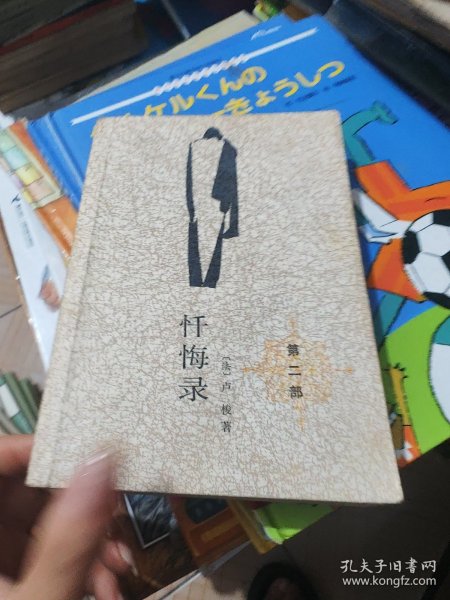 ケルくんの
きょうしつ
忏悔录
〔法〕卢梭著
第二部
孔夫子旧书网
www.kongfz.com